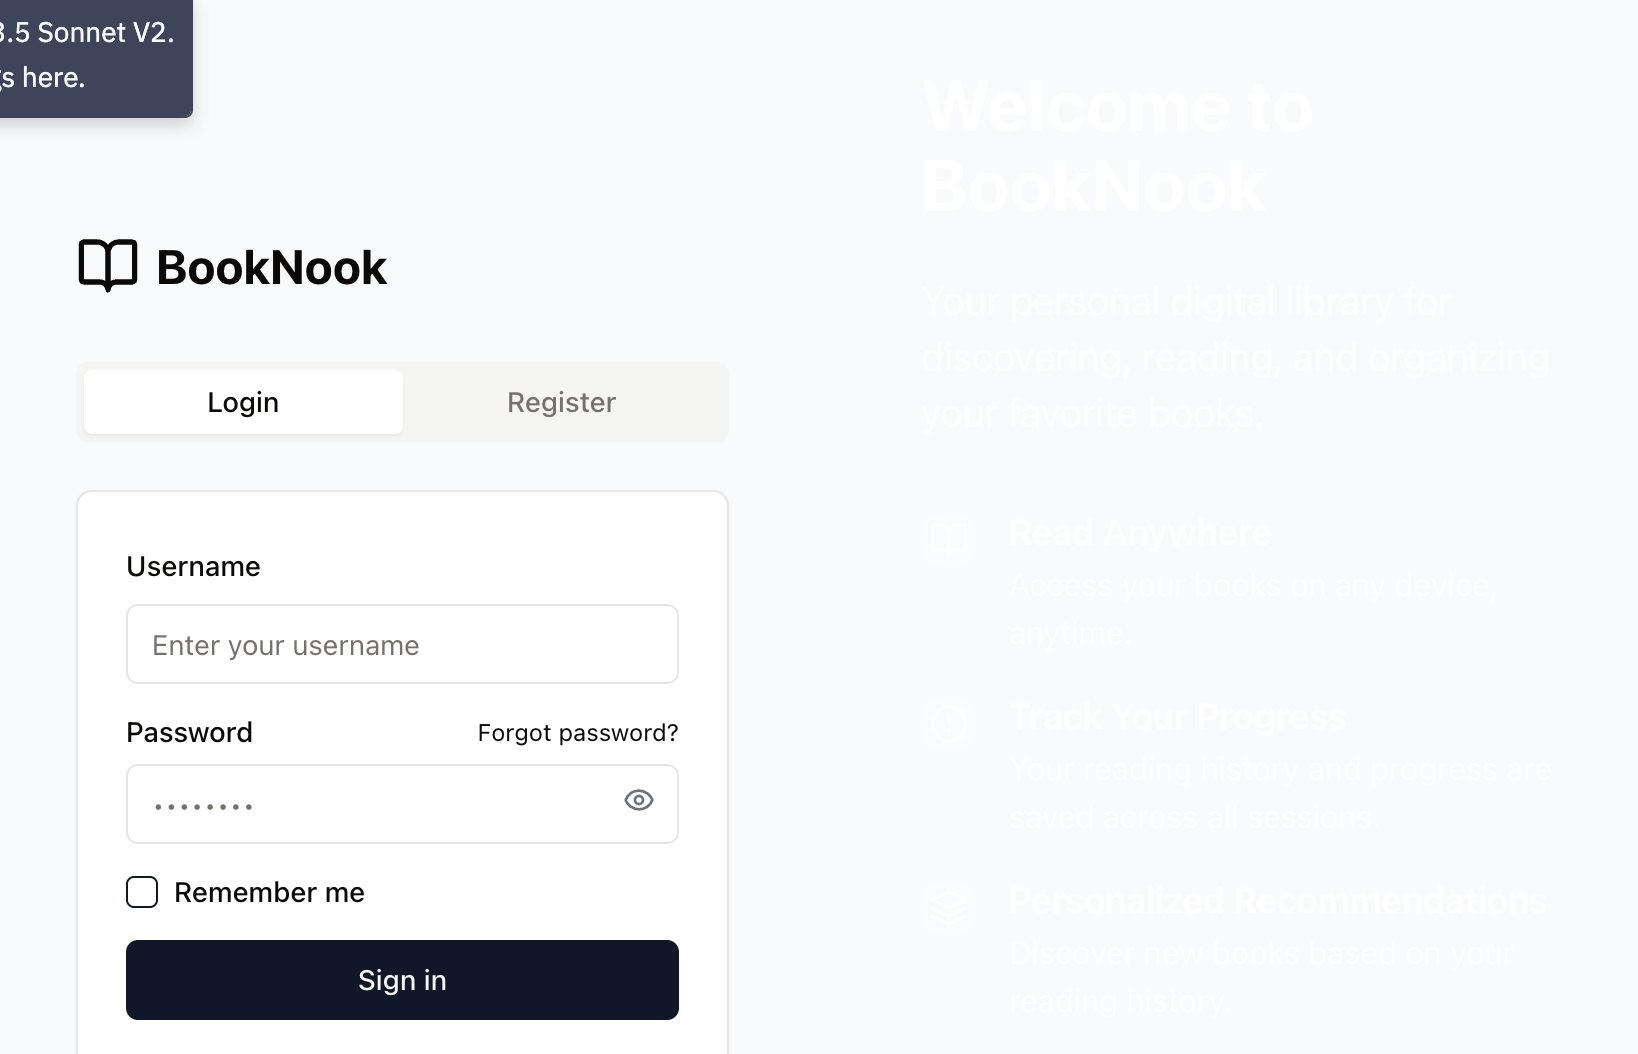 3.5 Sonnet V2.
s here.
BookNook
Login
Register
Username
Enter your username
Password
Forgot password?
Remember me
Sign in
Welcome to
BookNook
Your personal digital library for
discovering, reading, and organizing
your favorite books.
Read Anywhere
Access your books on any device,
anytime.
Track Your Progress
Your reading history and progress are
saved across all sessions.
Personalized Recommendations
Discover new books based on your
reading history.